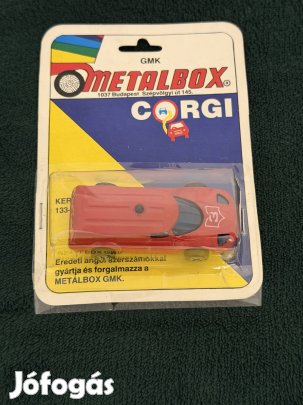 GMK
METALBOX®
1037 Budapest Szépvölgyi út 145.
CORGI
KER
133-
3
Eredeti angol szerszámokkal
gyártja és forgalmazza a
METALBOX GMK.
Jófogás